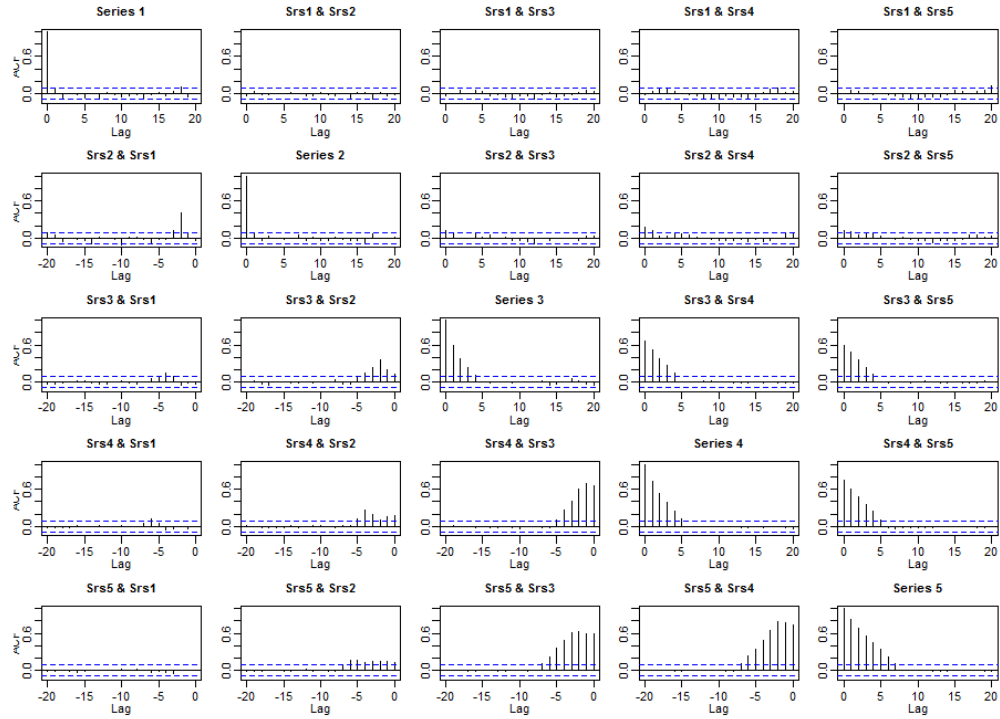 Series 1 Srs1 & Srs2 Srs1 & Srs3 Srs1 & Srs4 Srs1 & Srs5
ACF 0.0 0.6 0.0 0.6 0.0 0.6 0.0 0.6 0.0 0.6
0 5 10 15 20 0 5 10 15 20 0 5 10 15 20 0 5 10 15 20 0 5 10 15 20
Lag Lag Lag Lag Lag
Srs2 & Srs1 Series 2 Srs2 & Srs3 Srs2 & Srs4 Srs2 & Srs5
ACF 0.0 0.6 0.0 0.6 0.0 0.6 0.0 0.6 0.0 0.6
-20 -15 -10 -5 0 0 5 10 15 20 0 5 10 15 20 0 5 10 15 20 0 5 10 15 20
Lag Lag Lag Lag Lag
Srs3 & Srs1 Srs3 & Srs2 Series 3 Srs3 & Srs4 Srs3 & Srs5
ACF 0.0 0.6 0.0 0.6 0.0 0.6 0.0 0.6 0.0 0.6
-20 -15 -10 -5 0 -20 -15 -10 -5 0 0 5 10 15 20 0 5 10 15 20 0 5 10 15 20
Lag Lag Lag Lag Lag
Srs4 & Srs1 Srs4 & Srs2 Srs4 & Srs3 Series 4 Srs4 & Srs5
ACF 0.0 0.6 0.0 0.6 0.0 0.6 0.0 0.6 0.0 0.6
-20 -15 -10 -5 0 -20 -15 -10 -5 0 -20 -15 -10 -5 0 0 5 10 15 20 0 5 10 15 20
Lag Lag Lag Lag Lag
Srs5 & Srs1 Srs5 & Srs2 Srs5 & Srs3 Srs5 & Srs4 Series 5
ACF 0.0 0.6 0.0 0.6 0.0 0.6 0.0 0.6 0.0 0.6
-20 -15 -10 -5 0 -20 -15 -10 -5 0 -20 -15 -10 -5 0 -20 -15 -10 -5 0 0 5 10 15 20
Lag Lag Lag Lag Lag